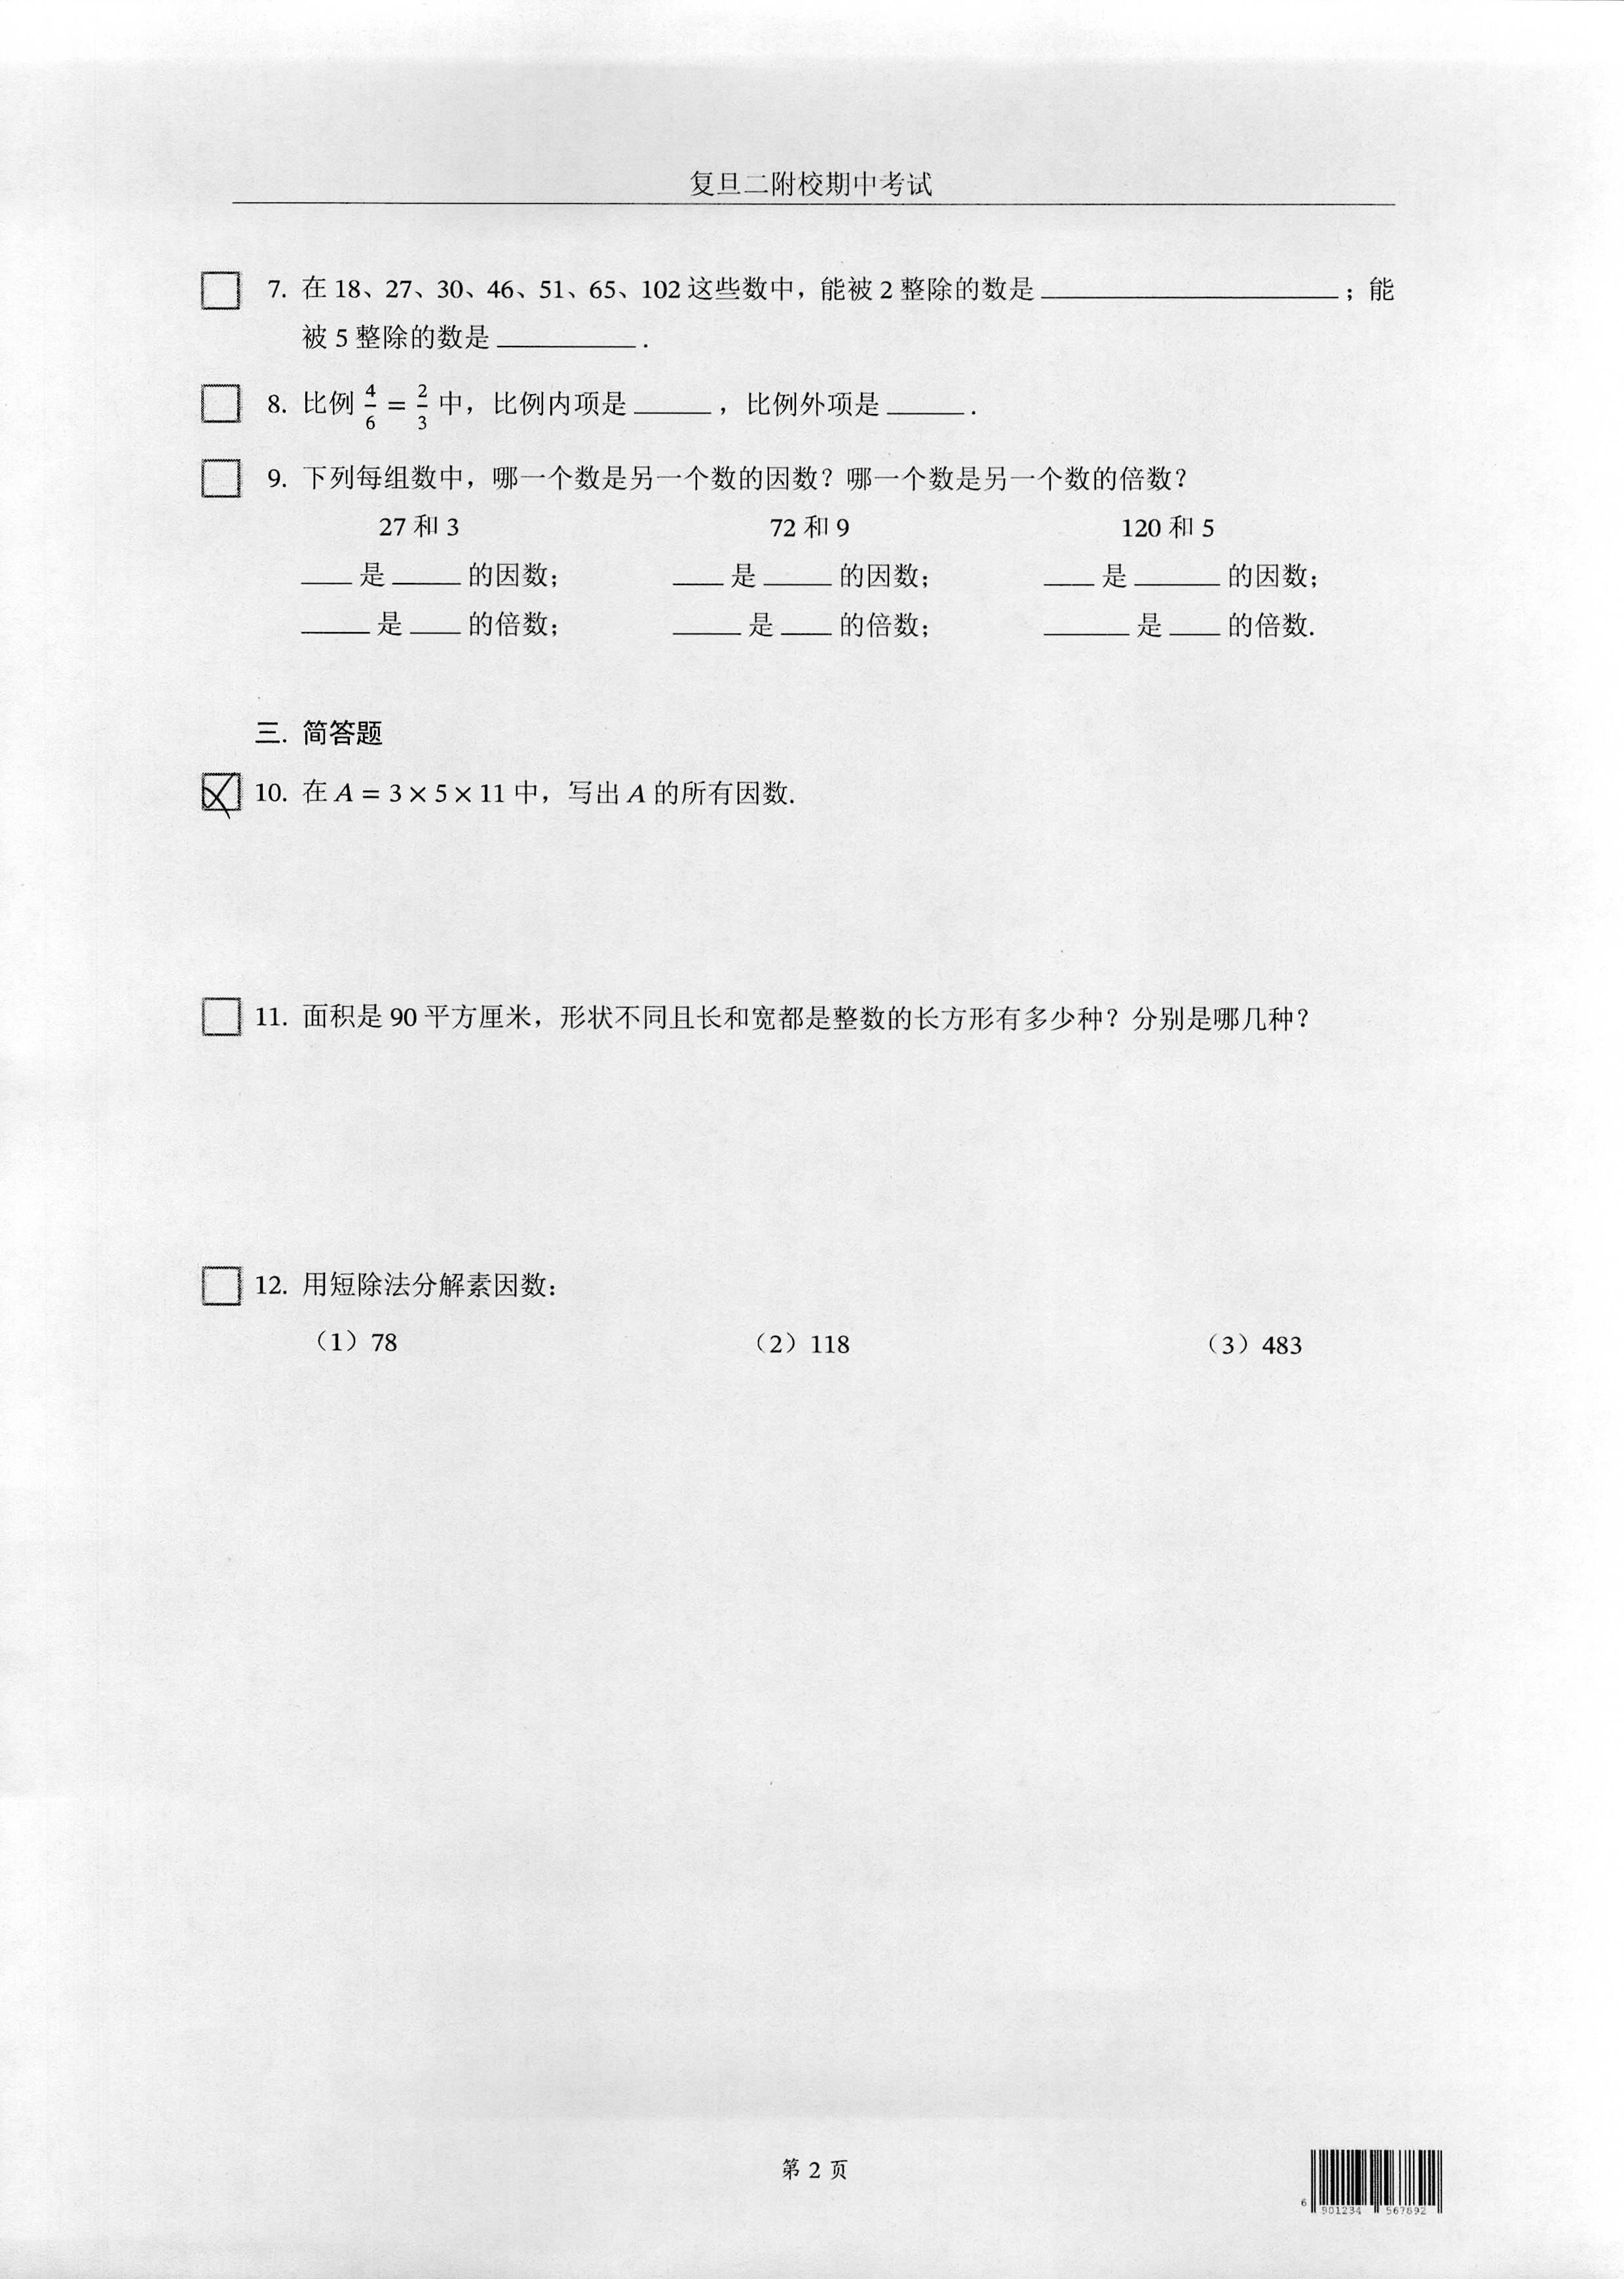 复旦二附校期中考试
7. 在 18、27、30、46、51、65、102 这些数中，能被 2 整除的数是 ______ ；能
被 5 整除的数是 ______ .
8. 比例 4/6 = 2/3 中，比例内项是 ______ ，比例外项是 ______ .
9. 下列每组数中，哪一个数是另一个数的因数？哪一个数是另一个数的倍数？
27 和 3 72 和 9 120 和 5
___ 是 ___ 的因数； ___ 是 ___ 的因数； ___ 是 ___ 的因数；
___ 是 ___ 的倍数； ___ 是 ___ 的倍数； ___ 是 ___ 的倍数.
三. 简答题
10. 在 A = 3 × 5 × 11 中，写出 A 的所有因数.
11. 面积是 90 平方厘米，形状不同且长和宽都是整数的长方形有多少种？分别是哪几种？
12. 用短除法分解素因数：
（1）78 （2）118 （3）483
第 2 页
6 901234 567892